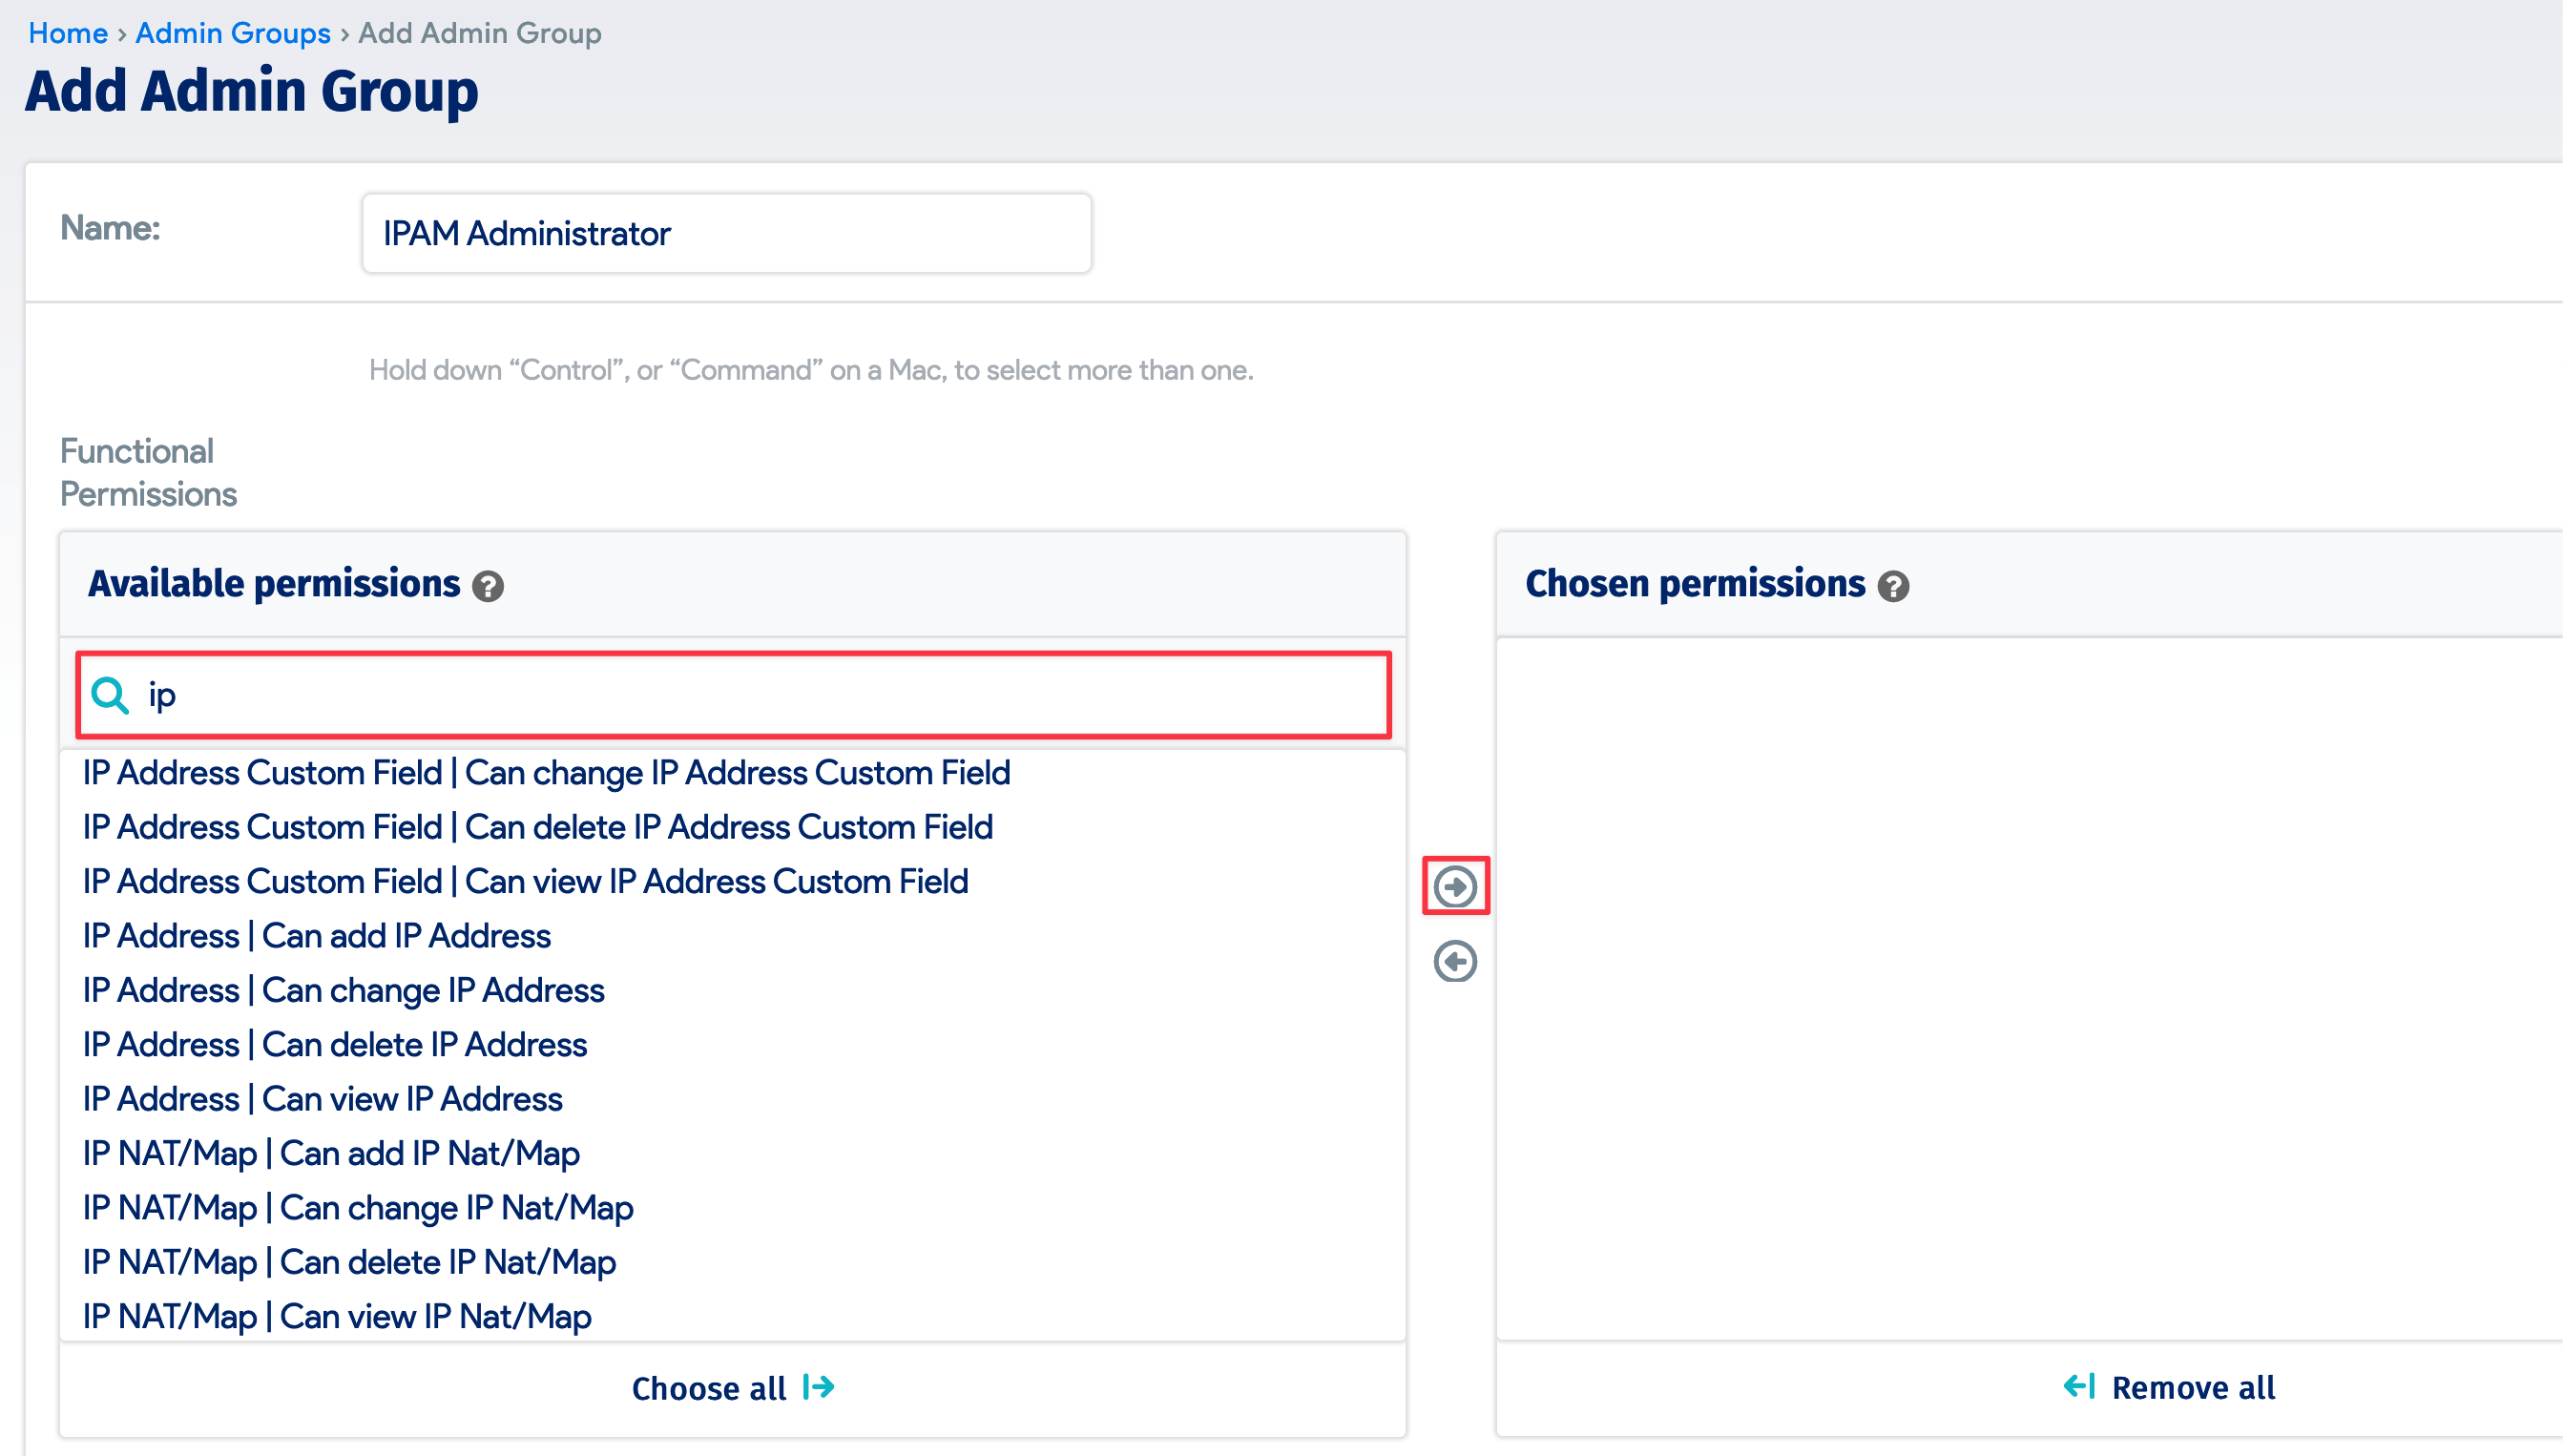 Home › Admin Groups › Add Admin Group
Add Admin Group
Name:
IPAM Administrator
Hold down “Control”, or “Command” on a Mac, to select more than one.
Functional
Permissions
Available permissions ?
ip
IP Address Custom Field | Can change IP Address Custom Field
IP Address Custom Field | Can delete IP Address Custom Field
IP Address Custom Field | Can view IP Address Custom Field
IP Address | Can add IP Address
IP Address | Can change IP Address
IP Address | Can delete IP Address
IP Address | Can view IP Address
IP NAT/Map | Can add IP Nat/Map
IP NAT/Map | Can change IP Nat/Map
IP NAT/Map | Can delete IP Nat/Map
IP NAT/Map | Can view IP Nat/Map
Choose all
Chosen permissions ?
Remove all